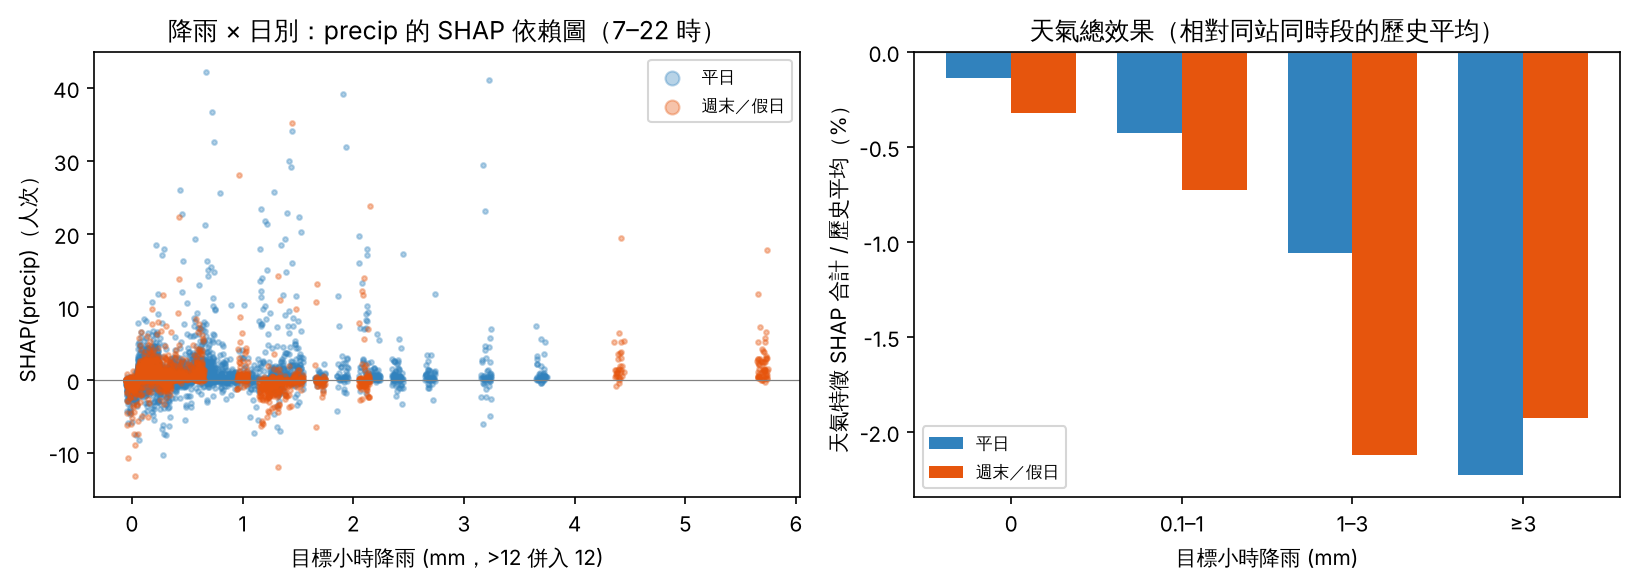 降雨 × 日別：precip 的 SHAP 依賴圖（7–22 時）
SHAP(precip)（人次）
40
30
20
10
0
-10
平日
週末／假日
0 1 2 3 4 5 6
目標小時降雨 (mm，>12 併入 12)
天氣總效果（相對同站同時段的歷史平均）
天氣特徵 SHAP 合計 / 歷史平均（%）
0.0
-0.5
-1.0
-1.5
-2.0
平日
週末／假日
0 0.1–1 1–3 ≥3
目標小時降雨 (mm)